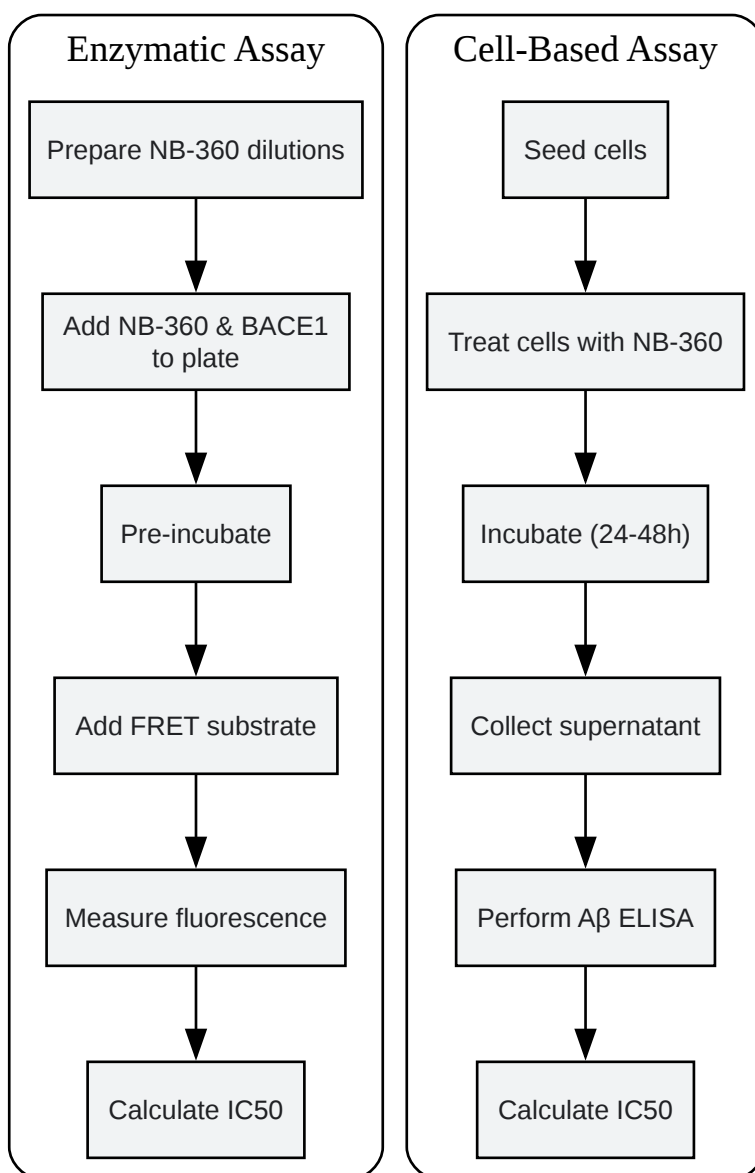 Enzymatic Assay
Prepare NB-360 dilutions
Add NB-360 & BACE1
to plate
Pre-incubate
Add FRET substrate
Measure fluorescence
Calculate IC50
Cell-Based Assay
Seed cells
Treat cells with NB-360
Incubate (24-48h)
Collect supernatant
Perform Aβ ELISA
Calculate IC50